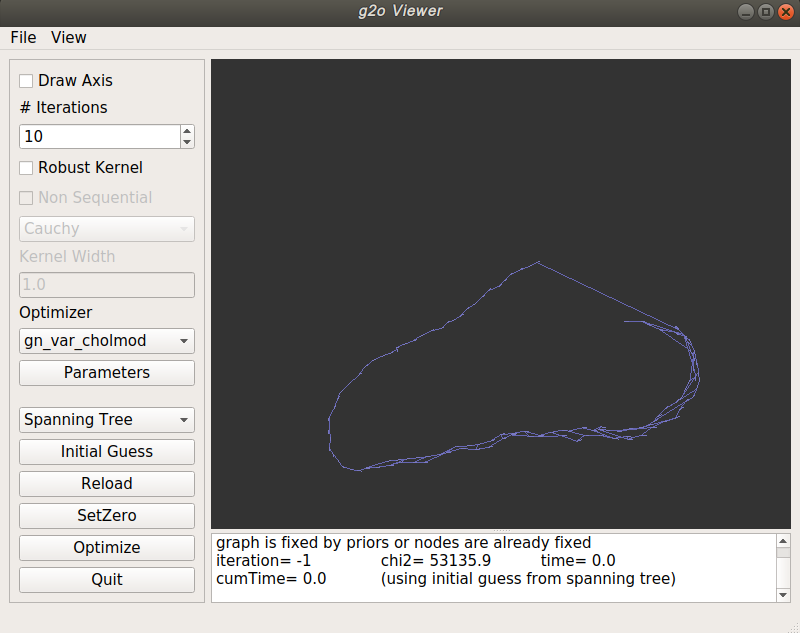 g2o Viewer
File View
Draw Axis
# Iterations
10
Robust Kernel
Non Sequential
Cauchy
Kernel Width
1.0
Optimizer
gn_var_cholmod
Parameters
Spanning Tree
Initial Guess
Reload
SetZero
Optimize
Quit
graph is fixed by priors or nodes are already fixed
iteration= -1 chi2= 53135.9 time= 0.0
cumTime= 0.0 (using initial guess from spanning tree)